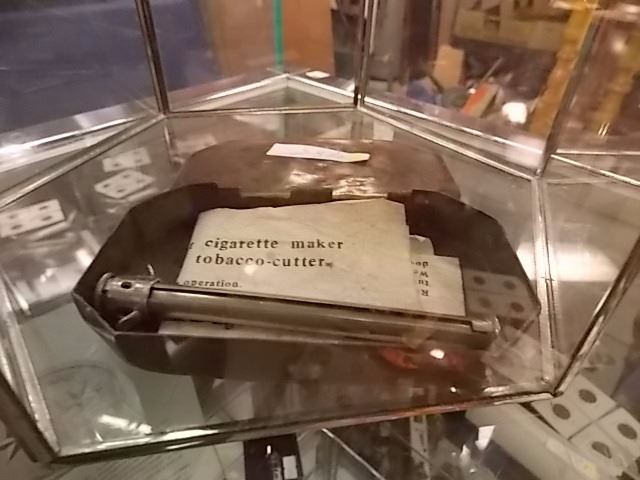 cigarette maker
tobacco-cutter.
operation.